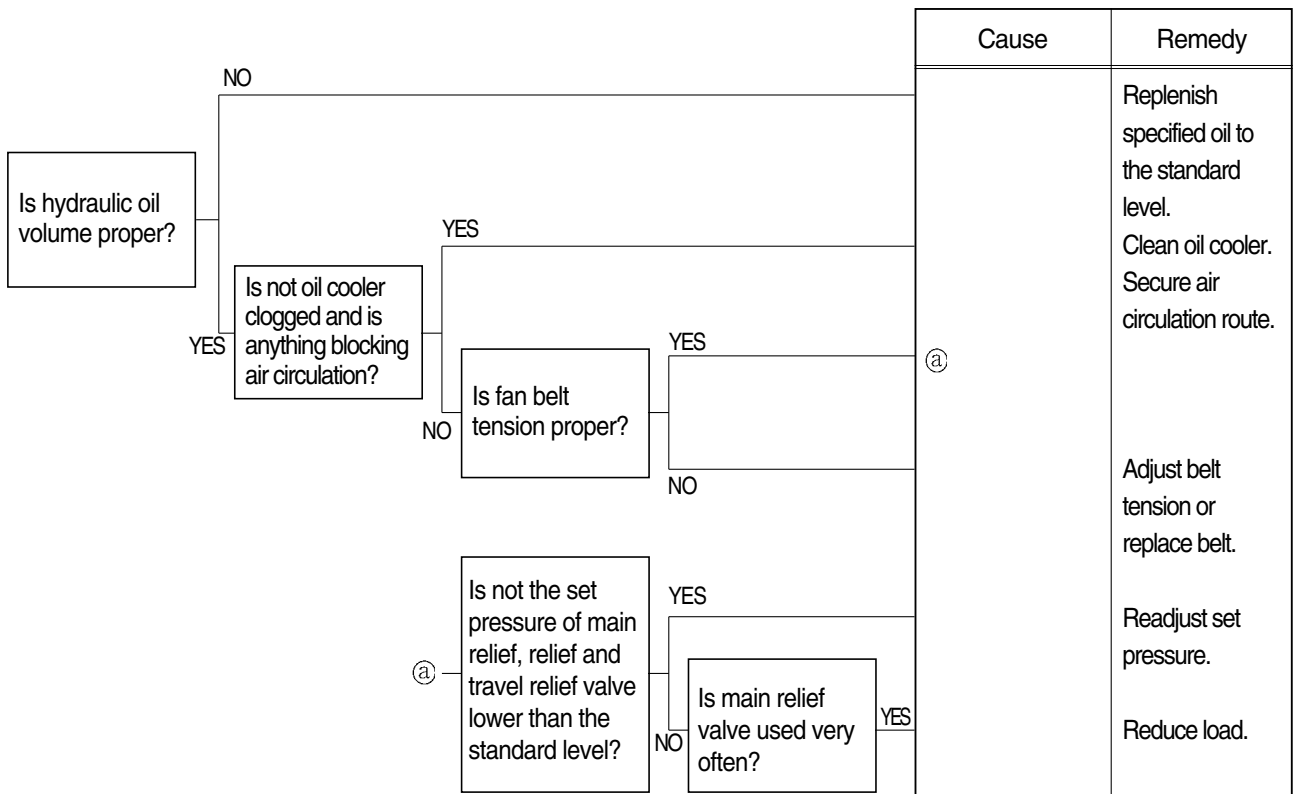 Cause
Remedy
NO
Replenish
specified oil to
the standard
level.
Is hydraulic oil
volume proper?
YES
Clean oil cooler.
Secure air
circulation route.
YES
Is not oil cooler
clogged and is
anything blocking
air circulation?
YES
ⓐ
NO
Is fan belt
tension proper?
NO
Adjust belt
tension or
replace belt.
ⓐ
Is not the set
pressure of main
relief, relief and
travel relief valve
lower than the
standard level?
YES
Readjust set
pressure.
NO
Is main relief
valve used very
often?
YES
Reduce load.